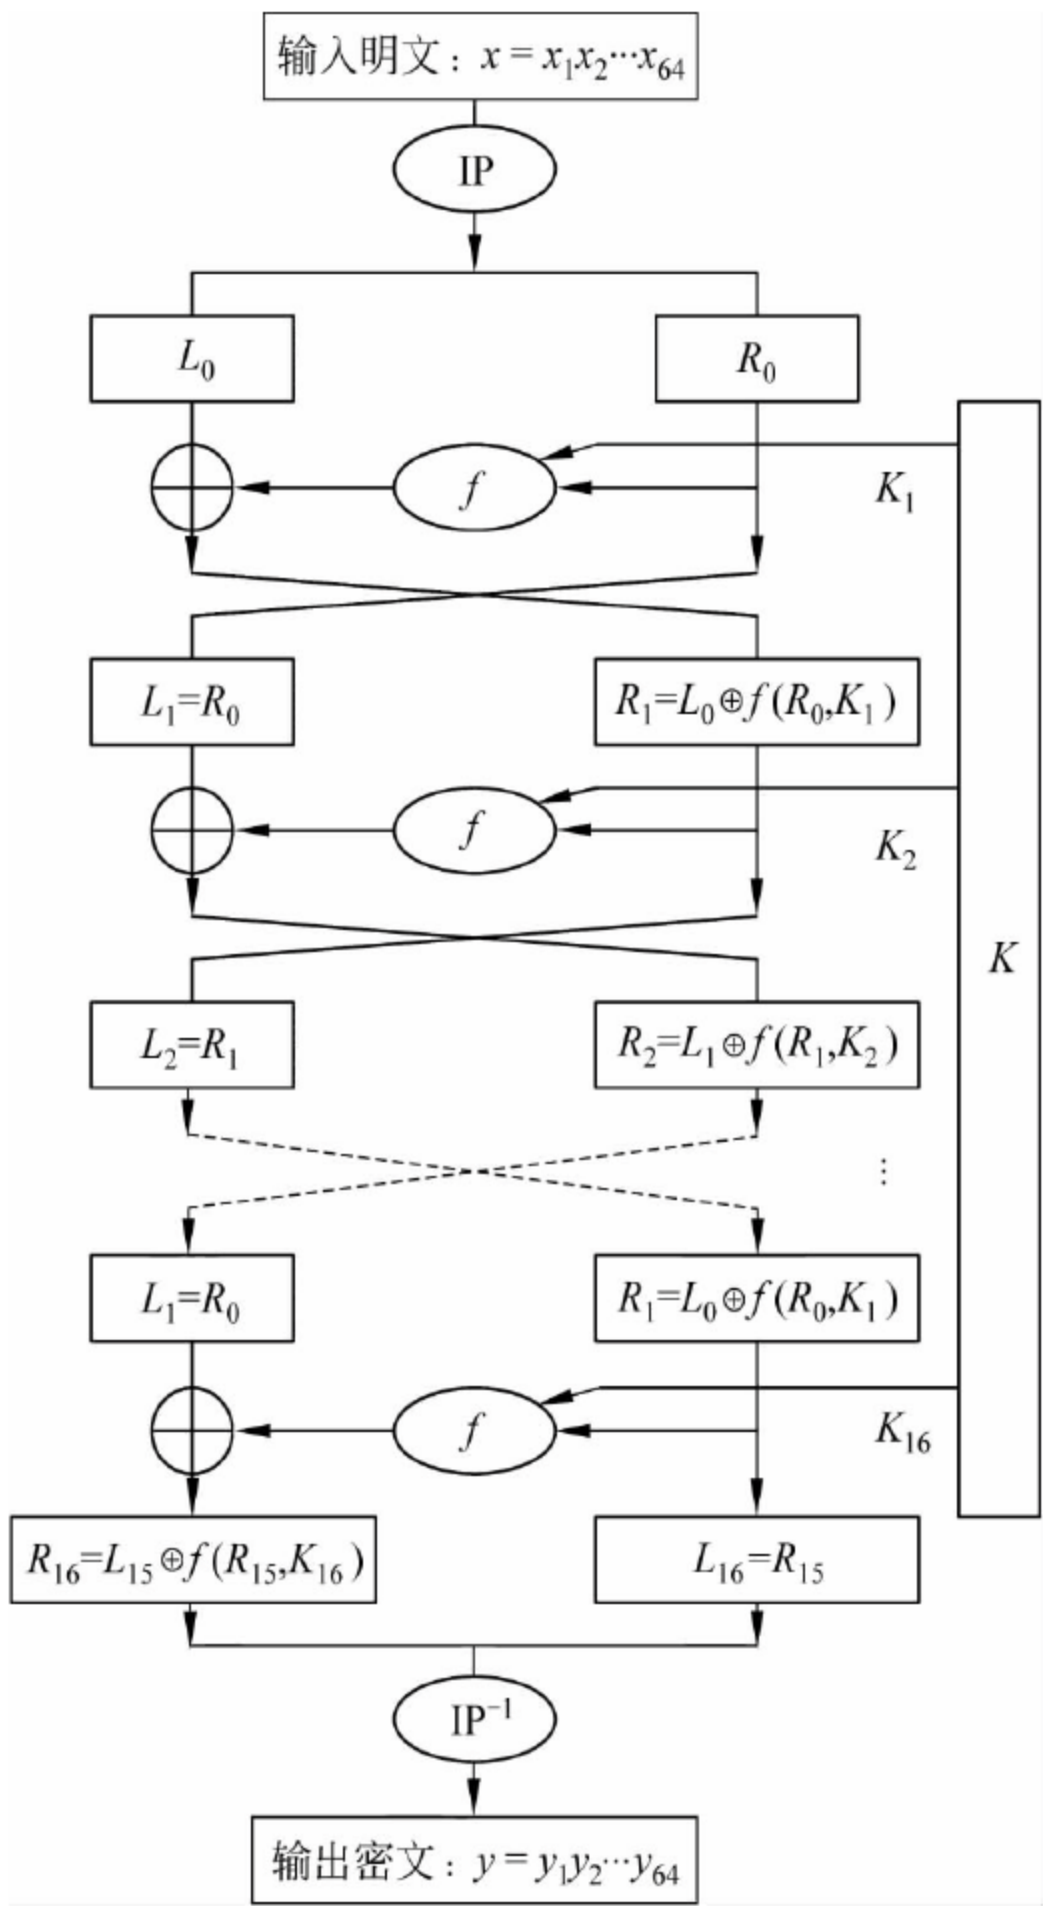 输入明文：x = x₁x₂···x₆₄
IP
L₀
R₀
f
K₁
L₁=R₀
R₁=L₀⊕f(R₀,K₁)
f
K₂
K
L₂=R₁
R₂=L₁⊕f(R₁,K₂)
⋮
L₁=R₀
R₁=L₀⊕f(R₀,K₁)
f
K₁₆
R₁₆=L₁₅⊕f(R₁₅,K₁₆)
L₁₆=R₁₅
IP⁻¹
输出密文：y = y₁y₂···y₆₄